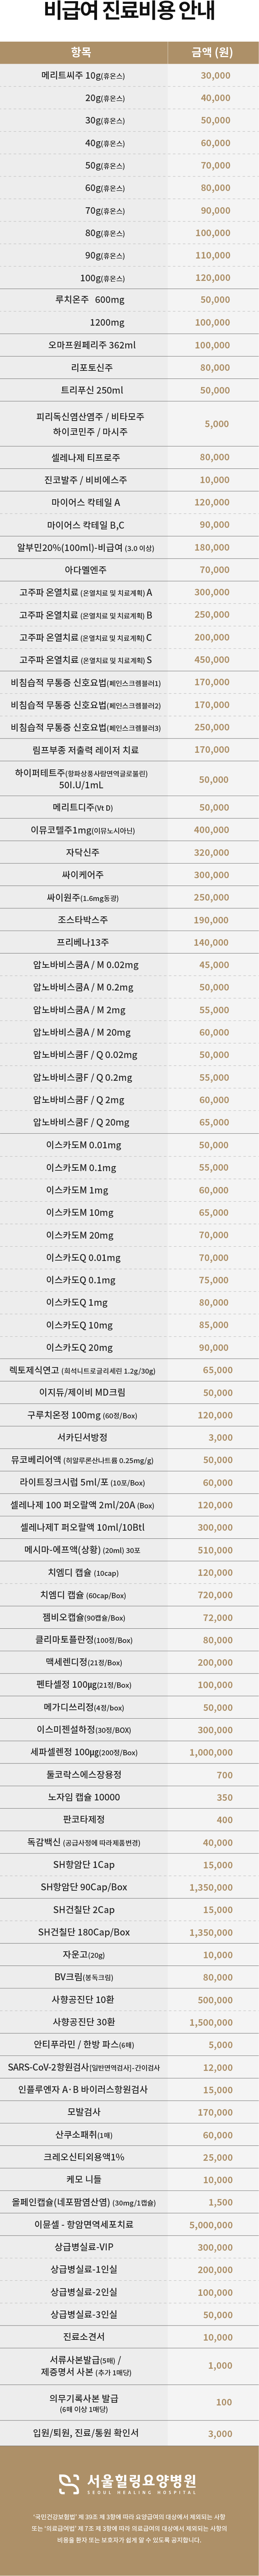 비급여 진료비용 안내
항목 금액 (원)
메리트씨주 10g(휴온스) 30,000
20g(휴온스) 40,000
30g(휴온스) 50,000
40g(휴온스) 60,000
50g(휴온스) 70,000
60g(휴온스) 80,000
70g(휴온스) 90,000
80g(휴온스) 100,000
90g(휴온스) 110,000
100g(휴온스) 120,000
루치온주 600mg 50,000
1200mg 100,000
오마프원페리주 362ml 100,000
리포토신주 80,000
트리푸신 250ml 50,000
피리독신염산염주 / 비타모주
하이코민주 / 마시주 5,000
셀레나제 티프로주 80,000
진코발주 / 비비에스주 10,000
마이어스 칵테일 A 120,000
마이어스 칵테일 B,C 90,000
알부민20%(100ml)-비급여 (3.0 이상) 180,000
아다멜엔주 70,000
고주파 온열치료 (온열치료 및 치료계획) A 300,000
고주파 온열치료 (온열치료 및 치료계획) B 250,000
고주파 온열치료 (온열치료 및 치료계획) C 200,000
고주파 온열치료 (온열치료 및 치료계획) S 450,000
비침습적 무통증 신호요법(페인스크렘블러1) 170,000
비침습적 무통증 신호요법(페인스크렘블러2) 170,000
비침습적 무통증 신호요법(페인스크렘블러3) 250,000
림프부종 저출력 레이저 치료 170,000
하이퍼테트주(항파상풍사람면역글로불린)
50I.U/1mL 50,000
메리트디주(Vt D) 50,000
이뮤코텔주1mg(이뮤노시아닌) 400,000
자닥신주 320,000
싸이케어주 300,000
싸이원주(1.6mg동광) 250,000
조스타박스주 190,000
프리베나13주 140,000
압노바비스쿰A / M 0.02mg 45,000
압노바비스쿰A / M 0.2mg 50,000
압노바비스쿰A / M 2mg 55,000
압노바비스쿰A / M 20mg 60,000
압노바비스쿰F / Q 0.02mg 50,000
압노바비스쿰F / Q 0.2mg 55,000
압노바비스쿰F / Q 2mg 60,000
압노바비스쿰F / Q 20mg 65,000
이스카도M 0.01mg 50,000
이스카도M 0.1mg 55,000
이스카도M 1mg 60,000
이스카도M 10mg 65,000
이스카도M 20mg 70,000
이스카도Q 0.01mg 70,000
이스카도Q 0.1mg 75,000
이스카도Q 1mg 80,000
이스카도Q 10mg 85,000
이스카도Q 20mg 90,000
렉토제식연고 (희석니트로글리세린 1.2g/30g) 65,000
이지듀/제이비 MD크림 50,000
구루치온정 100mg (60정/Box) 120,000
서카딘서방정 3,000
뮤코베리어액 (히알루론산나트륨 0.25mg/g) 50,000
라이트징크시럽 5ml/포 (10포/Box) 60,000
셀레나제 100 퍼오랄액 2ml/20A (Box) 120,000
셀레나제T 퍼오랄액 10ml/10Btl 300,000
메시마-에프액(상황) (20ml) 30포 510,000
치엠디 캡슐 (10cap) 120,000
치엠디 캡슐 (60cap/Box) 720,000
젬비오캡슐(90캡슐/Box) 72,000
클리마토플란정(100정/Box) 80,000
맥세렌디정(21정/Box) 200,000
펜타셀정 100μg(21정/Box) 100,000
메가디쓰리정(4정/box) 50,000
이스미젠설하정(30정/BOX) 300,000
세파셀렌정 100μg(200정/Box) 1,000,000
둘코락스에스장용정 700
노자임 캡슐 10000 350
판코타제정 400
독감백신 (공급사정에 따라제품변경) 40,000
SH항암단 1Cap 15,000
SH항암단 90Cap/Box 1,350,000
SH건칠단 2Cap 15,000
SH건칠단 180Cap/Box 1,350,000
자운고(20g) 10,000
BV크림(봉독크림) 80,000
사향공진단 10환 500,000
사향공진단 30환 1,500,000
안티푸라민 / 한방 파스(6매) 5,000
SARS-CoV-2항원검사[일반면역검사]-간이검사 12,000
인플루엔자 A·B 바이러스항원검사 15,000
모발검사 170,000
산쿠소패취(1매) 60,000
크레오신티외용액1% 25,000
케모 니들 10,000
올페인캡슐(네포팜염산염) (30mg/1캡슐) 1,500
이뮨셀 - 항암면역세포치료 5,000,000
상급병실료-VIP 300,000
상급병실료-1인실 200,000
상급병실료-2인실 100,000
상급병실료-3인실 50,000
진료소견서 10,000
서류사본발급(5매) /
제증명서 사본 (추가 1매당) 1,000
의무기록사본 발급
(6매 이상 1매당) 100
입원/퇴원, 진료/통원 확인서 3,000
서울힐링요양병원
SEOUL HEALING HOSPITAL
'국민건강보험법' 제 39조 제 3항에 따라 요양급여의 대상에서 제외되는 사항
또는 '의료급여법' 제 7조 제 3항에 따라 의료급여의 대상에서 제외되는 사항의
비용을 환자 또는 보호자가 쉽게 알 수 있도록 공지합니다.